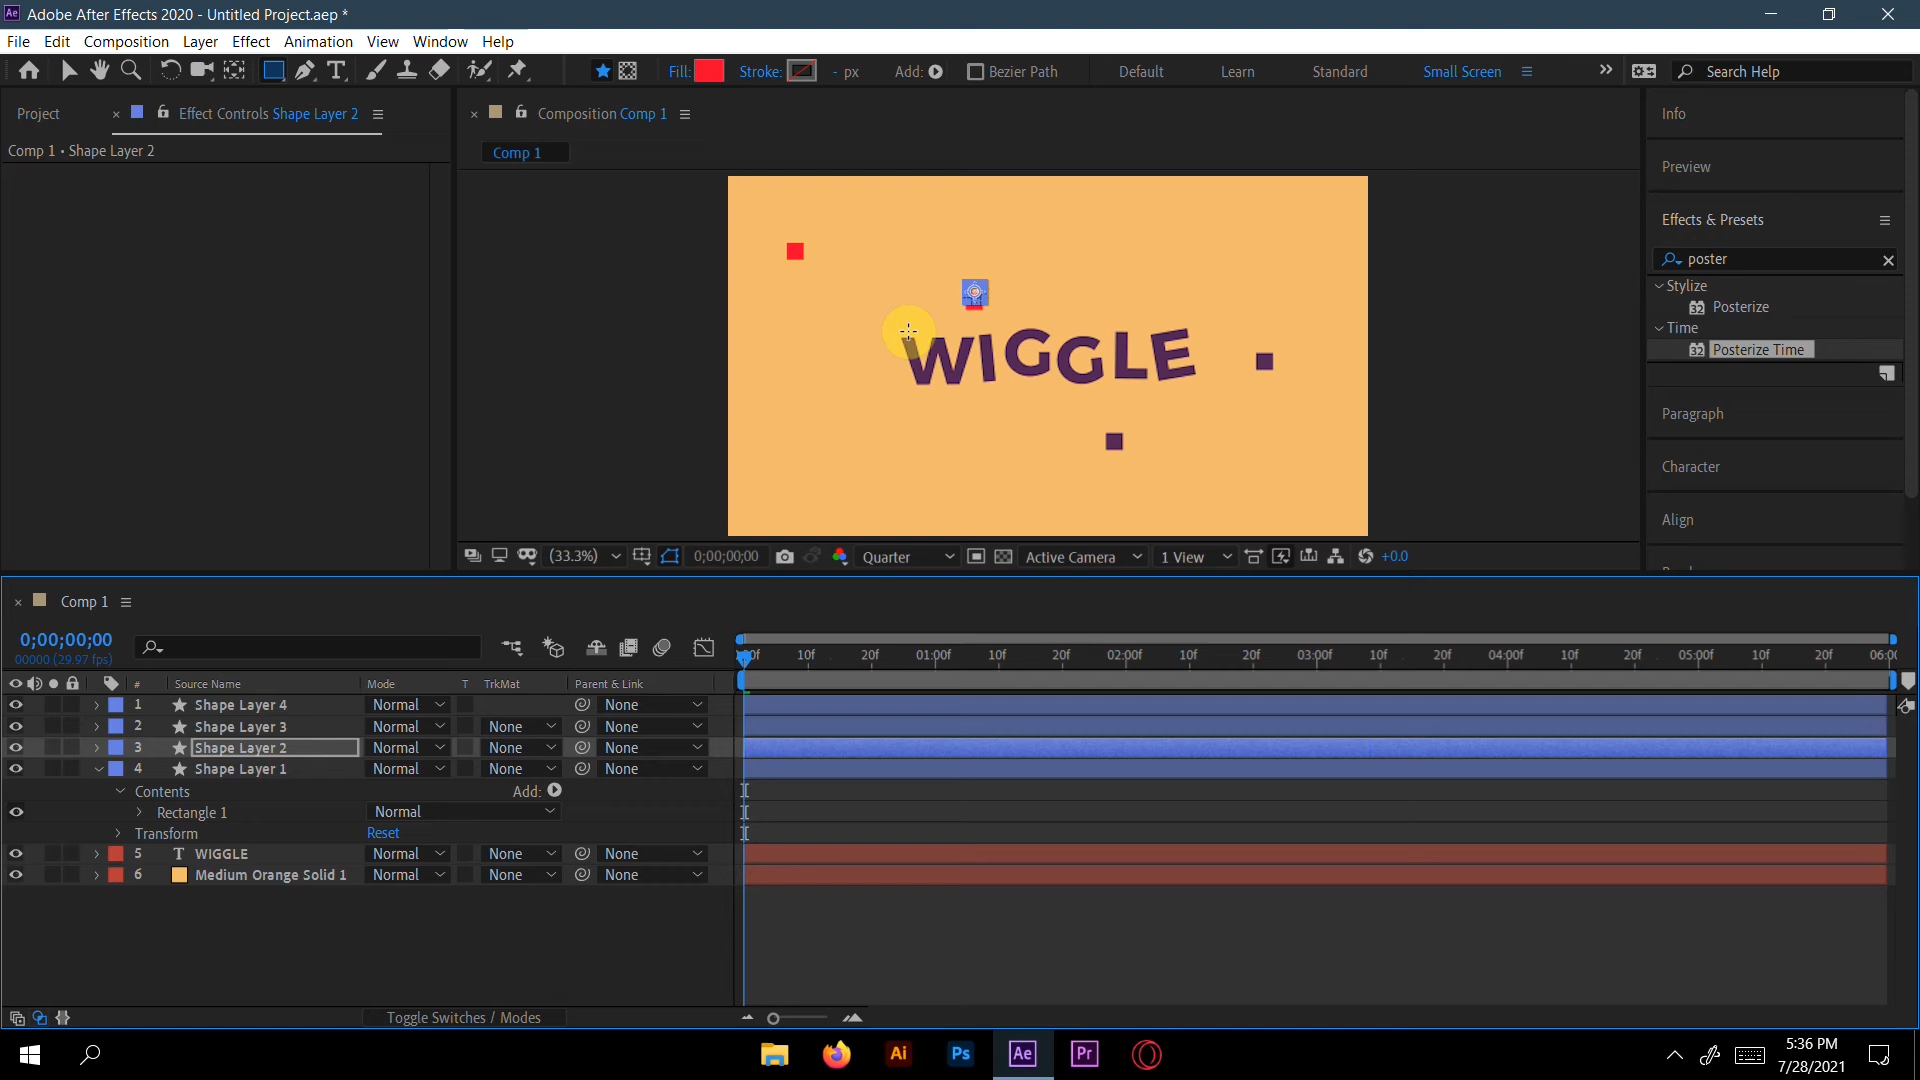 Ae Adobe After Effects 2020 - Untitled Project.aep *
File Edit Composition Layer Effect Animation View Window Help
Fill: Stroke: - px Add: Bezier Path Default Learn Standard Small Screen Search Help
Project Effect Controls Shape Layer 2
Comp 1 • Shape Layer 2
Composition Comp 1
Comp 1
WIGGLE
(33.3%) 0;00;00;00 Quarter Active Camera 1 View +0.0
Info
Preview
Effects & Presets
poster
Stylize
32 Posterize
Time
32 Posterize Time
Paragraph
Character
Align
Comp 1
0;00;00;00
00000 (29.97 fps)
10f 20f 01:00f 10f 20f 02:00f 10f 20f 03:00f 10f 20f 04:00f 10f 20f 05:00f 10f 20f
# Source Name Mode T TrkMat Parent & Link
1 Shape Layer 4 Normal None
2 Shape Layer 3 Normal None None
3 Shape Layer 2 Normal None None
4 Shape Layer 1 Normal None None
Contents Add:
Rectangle 1 Normal
Transform Reset
5 T WIGGLE Normal None None
6 Medium Orange Solid 1 Normal None None
Toggle Switches / Modes
Ai Ps Ae Pr
5:36 PM
7/28/2021